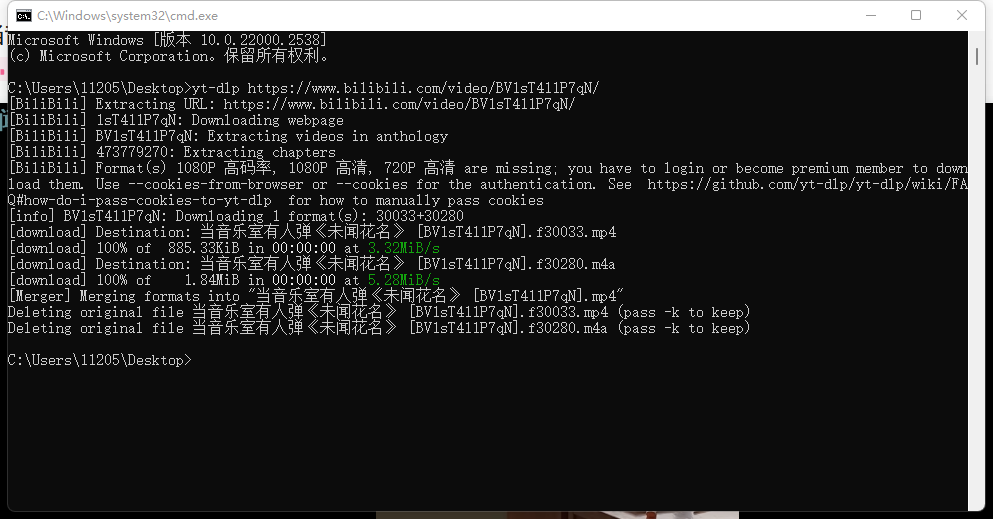 C:\Windows\system32\cmd.exe
Microsoft Windows [版本 10.0.22000.2538]
(c) Microsoft Corporation。保留所有权利。
C:\Users\11205\Desktop>yt-dlp https://www.bilibili.com/video/BV1sT411P7qN/
[BiliBili] Extracting URL: https://www.bilibili.com/video/BV1sT411P7qN/
[BiliBili] 1sT411P7qN: Downloading webpage
[BiliBili] BV1sT411P7qN: Extracting videos in anthology
[BiliBili] 473779270: Extracting chapters
[BiliBili] Format(s) 1080P 高码率, 1080P 高清, 720P 高清 are missing; you have to login or become premium member to down
load them. Use --cookies-from-browser or --cookies for the authentication. See  https://github.com/yt-dlp/yt-dlp/wiki/FA
Q#how-do-i-pass-cookies-to-yt-dlp  for how to manually pass cookies
[info] BV1sT411P7qN: Downloading 1 format(s): 30033+30280
[download] Destination: 当音乐室有人弹《未闻花名》 [BV1sT411P7qN].f30033.mp4
[download] 100% of  885.33KiB in 00:00:00 at 3.32MiB/s
[download] Destination: 当音乐室有人弹《未闻花名》 [BV1sT411P7qN].f30280.m4a
[download] 100% of    1.84MiB in 00:00:00 at 5.28MiB/s
[Merger] Merging formats into "当音乐室有人弹《未闻花名》 [BV1sT411P7qN].mp4"
Deleting original file 当音乐室有人弹《未闻花名》 [BV1sT411P7qN].f30033.mp4 (pass -k to keep)
Deleting original file 当音乐室有人弹《未闻花名》 [BV1sT411P7qN].f30280.m4a (pass -k to keep)
C:\Users\11205\Desktop>